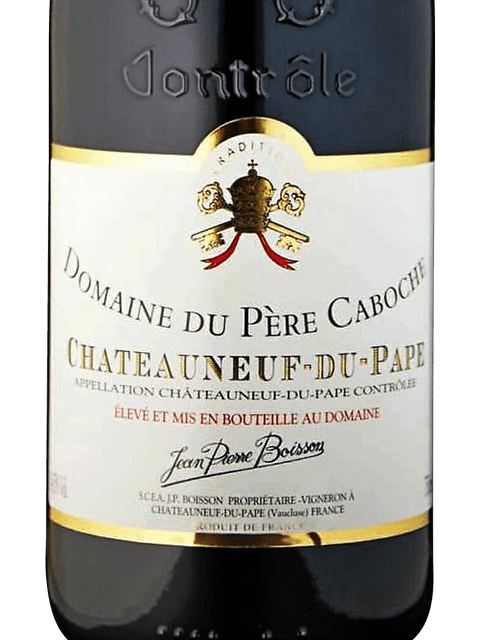 Contrôle
TRADITION
DOMAINE DU PÈRE CABOCHE
CHATEAUNEUF-DU-PAPE
APPELLATION CHÂTEAUNEUF-DU-PAPE CONTRÔLÉE
ÉLEVÉ ET MIS EN BOUTEILLE AU DOMAINE
Jean Pierre Boisson
S.C.E.A. J.P. BOISSON PROPRIÉTAIRE -VIGNERON À
CHATEAUNEUF-DU-PAPE (Vaucluse) FRANCE
PRODUIT DE FRANCE